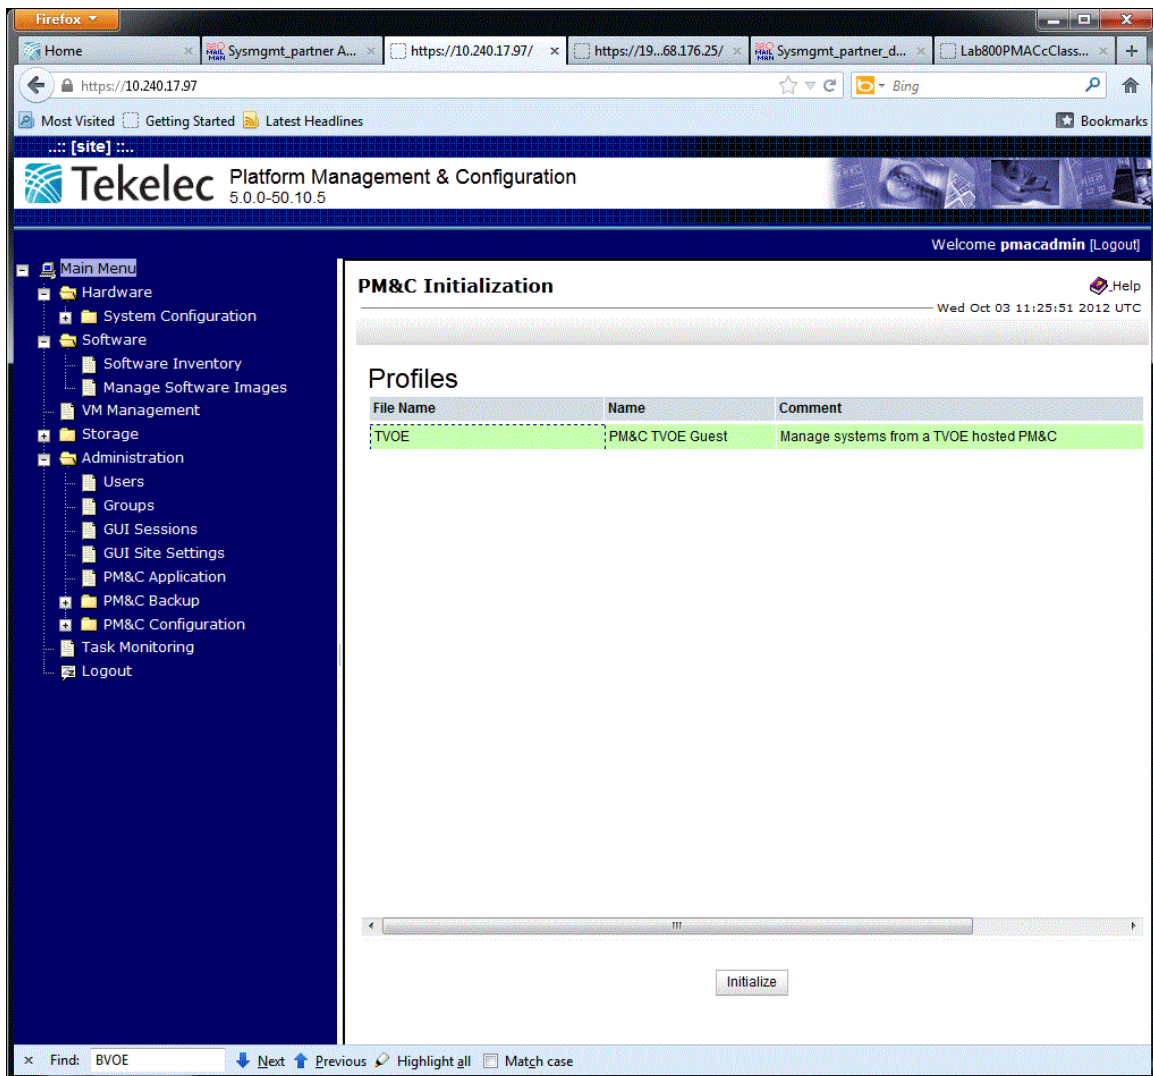 Firefox
Home
Sysmgmt_partner A...
https://10.240.17.97/
https://19...68.176.25/
Sysmgmt_partner_d...
Lab800PMACcClass...
https://10.240.17.97
Bing
Most Visited Getting Started Latest Headlines Bookmarks
..:: [site] ::..
Tekelec Platform Management & Configuration
5.0.0-50.10.5
Welcome pmacadmin [Logout]
Main Menu
Hardware
System Configuration
Software
Software Inventory
Manage Software Images
VM Management
Storage
Administration
Users
Groups
GUI Sessions
GUI Site Settings
PM&C Application
PM&C Backup
PM&C Configuration
Task Monitoring
Logout
PM&C Initialization
Help
Wed Oct 03 11:25:51 2012 UTC
Profiles
File Name Name Comment
TVOE PM&C TVOE Guest Manage systems from a TVOE hosted PM&C
Initialize
× Find: BVOE Next Previous Highlight all Match case